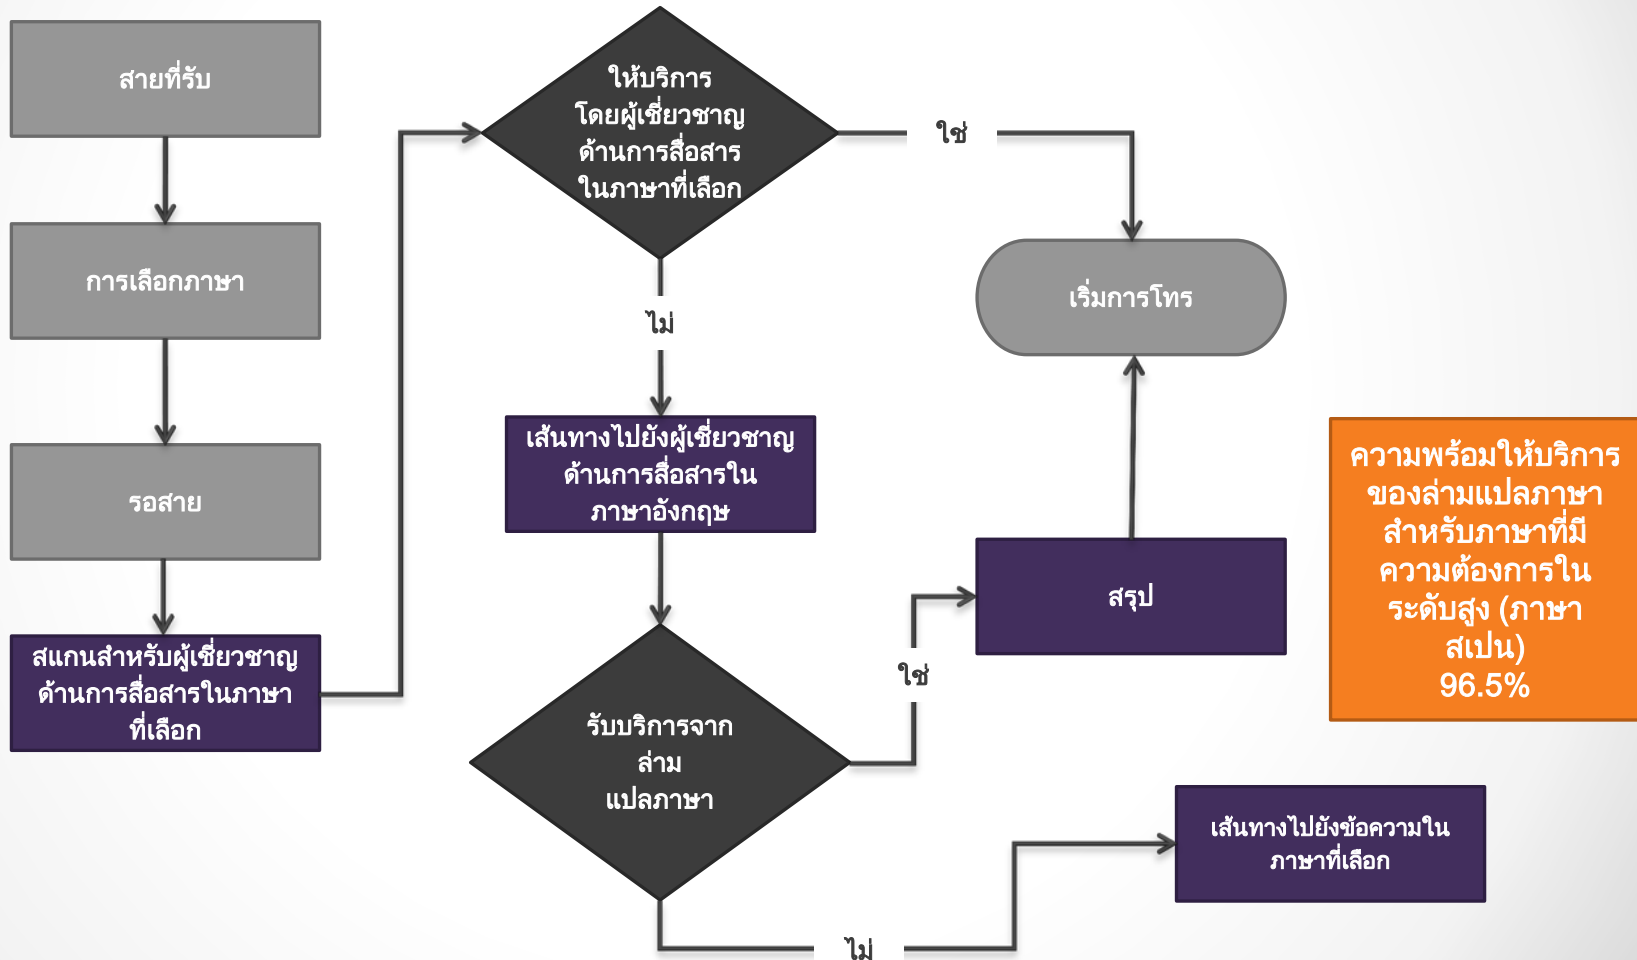 สายที่รับ
การเลือกภาษา
รอสาย
สแกนสำหรับผู้เชี่ยวชาญ
ด้านการสื่อสารในภาษา
ที่เลือก
ให้บริการ
โดยผู้เชี่ยวชาญ
ด้านการสื่อสาร
ในภาษาที่เลือก
ใช่
ไม่
เริ่มการโทร
เส้นทางไปยังผู้เชี่ยวชาญ
ด้านการสื่อสารใน
ภาษาอังกฤษ
รับบริการจาก
ล่าม
แปลภาษา
ใช่
สรุป
ไม่
เส้นทางไปยังข้อความใน
ภาษาที่เลือก
ความพร้อมให้บริการ
ของล่ามแปลภาษา
สำหรับภาษาที่มี
ความต้องการใน
ระดับสูง (ภาษา
สเปน)
96.5%